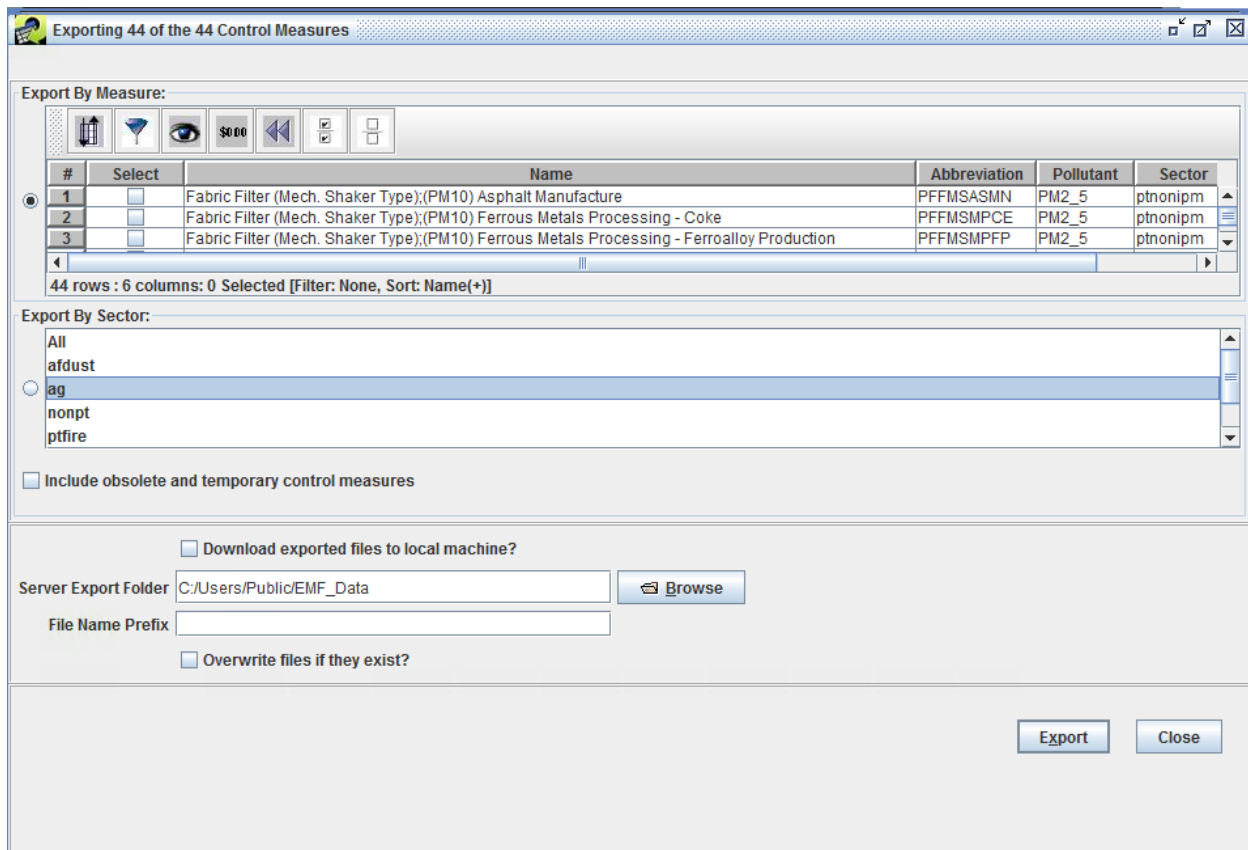 Exporting 44 of the 44 Control Measures
Export By Measure:
$0.00
# Select Name Abbreviation Pollutant Sector
1 Fabric Filter (Mech. Shaker Type);(PM10) Asphalt Manufacture PFFMSASMN PM2_5 ptnonipm
2 Fabric Filter (Mech. Shaker Type);(PM10) Ferrous Metals Processing - Coke PFFMSMPCE PM2_5 ptnonipm
3 Fabric Filter (Mech. Shaker Type);(PM10) Ferrous Metals Processing - Ferroalloy Production PFFMSMPFP PM2_5 ptnonipm
44 rows : 6 columns: 0 Selected [Filter: None, Sort: Name(+)]
Export By Sector:
All
afdust
ag
nonpt
ptfire
Include obsolete and temporary control measures
Download exported files to local machine?
Server Export Folder C:/Users/Public/EMF_Data Browse
File Name Prefix
Overwrite files if they exist?
Export Close